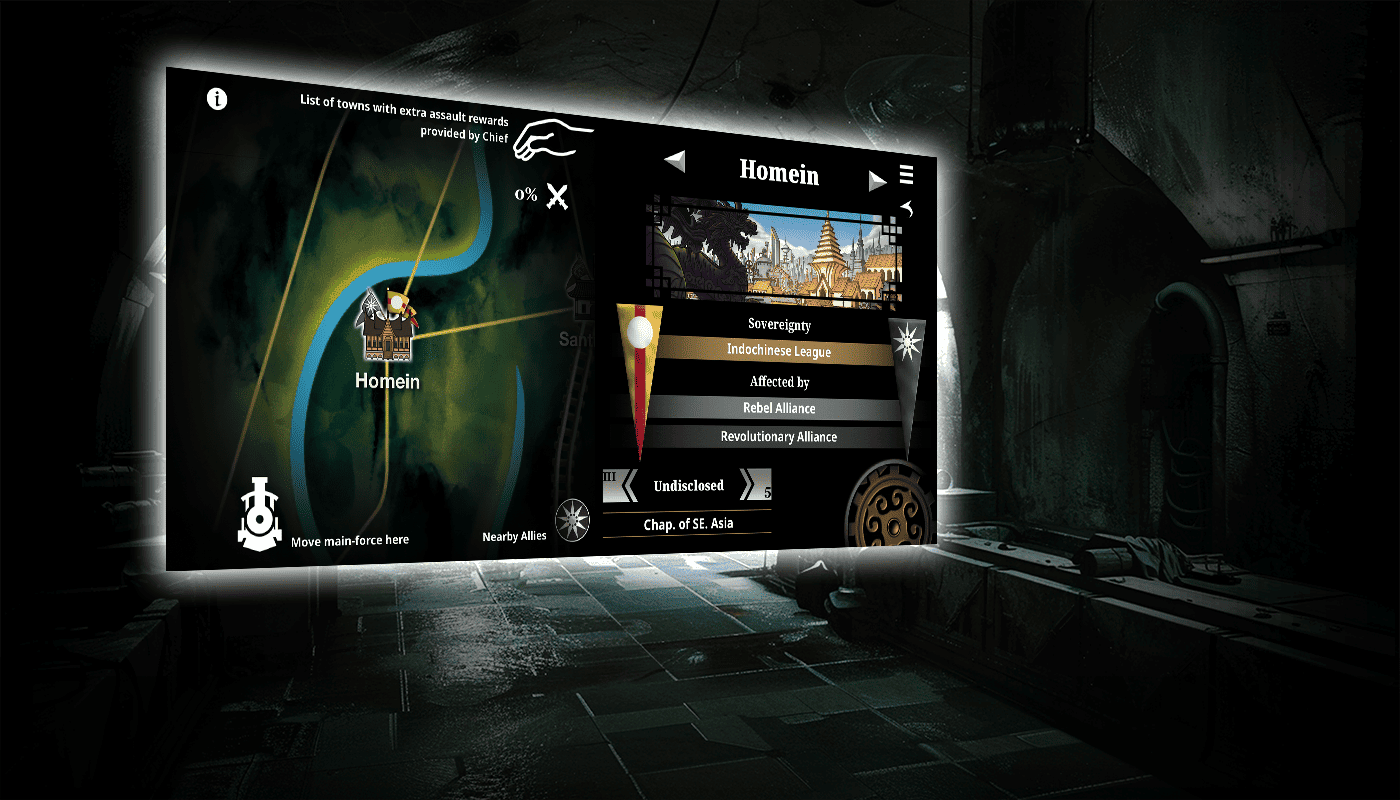 List of towns with extra assault rewards
provided by Chief
0%
Homein
Move main-force here
Nearby Allies
Homein
Sovereignty
Indochinese League
Affected by
Rebel Alliance
Revolutionary Alliance
III
Undisclosed
5
Chap. of SE. Asia